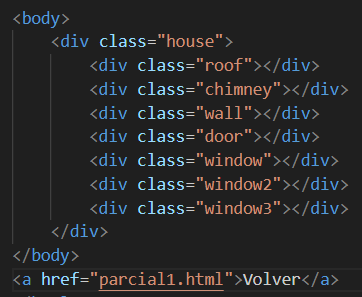 <body>
    <div class="house">
        <div class="roof"></div>
        <div class="chimney"></div>
        <div class="wall"></div>
        <div class="door"></div>
        <div class="window"></div>
        <div class="window2"></div>
        <div class="window3"></div>
    </div>
</body>
<a href="parcial1.html">Volver</a>